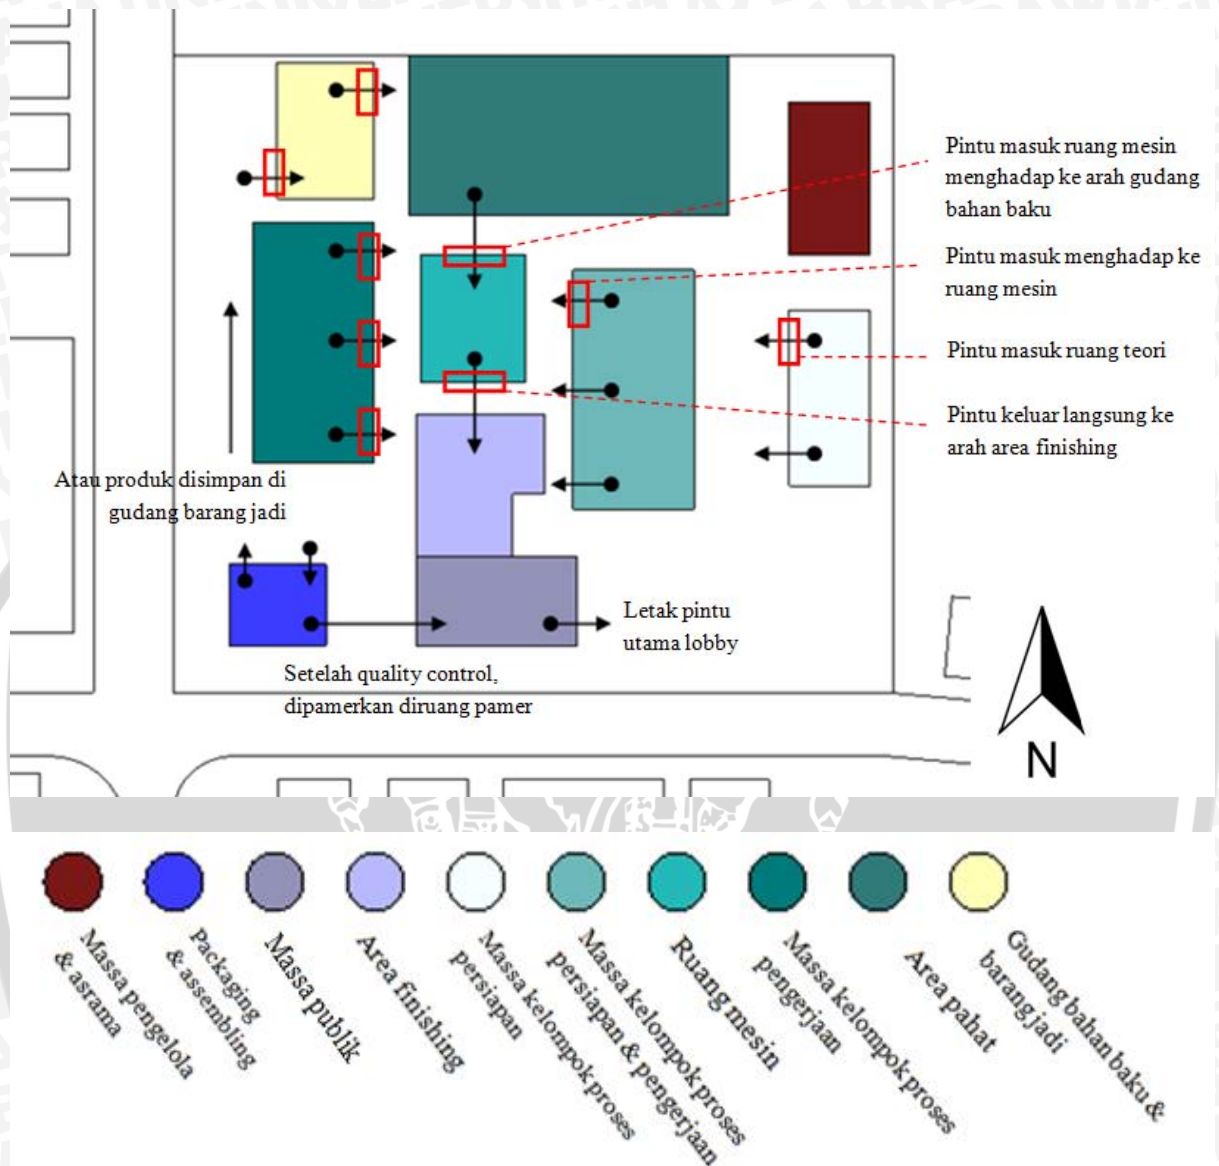 Pintu masuk ruang mesin
menghadap ke arah gudang
bahan baku
Pintu masuk menghadap ke
ruang mesin
Pintu masuk ruang teori
Pintu keluar langsung ke
arah area finishing
Atau produk disimpan di
gudang barang jadi
Letak pintu
utama lobby
Setelah quality control,
dipamerkan diruang pamer
N
Massa pengelola
& asrama
Packaging
& assembling
Massa publik
Area finishing
Massa kelompok proses
persiapan
Massa kelompok proses
persiapan & pengerjaan
Ruang mesin
Massa kelompok proses
pengerjaan
Area pahat
Gudang bahan baku &
barang jadi